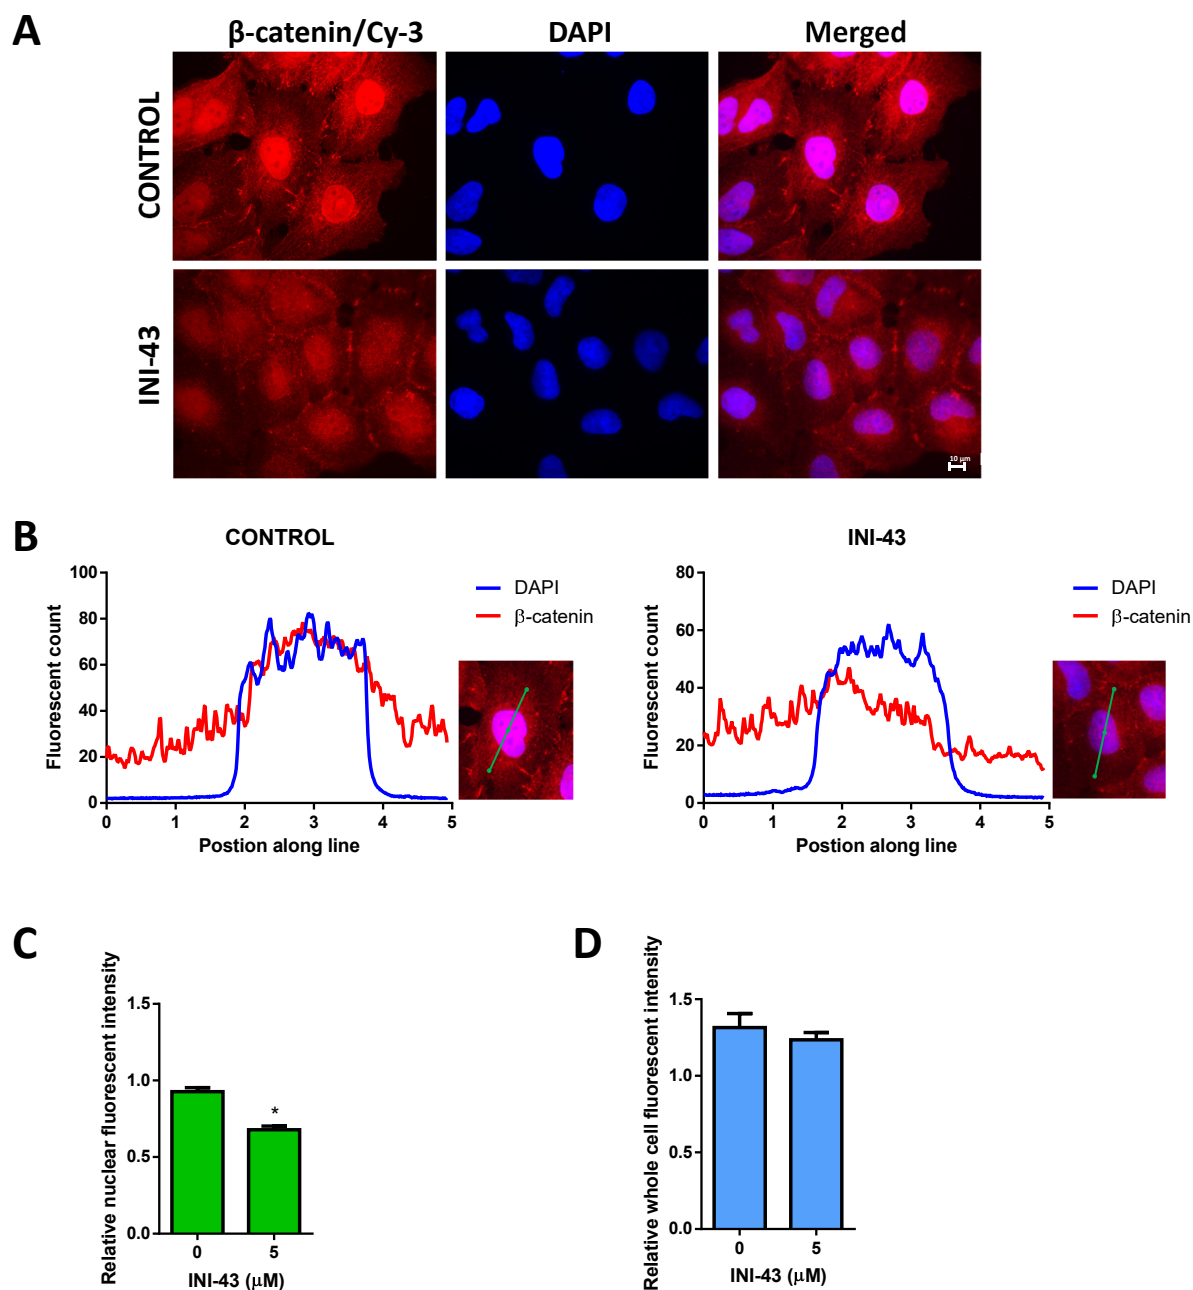 A
β-catenin/Cy-3 DAPI Merged
CONTROL
INI-43
10 µm
B
CONTROL
Fluorescent count
100
80
60
40
20
0
0 1 2 3 4 5
Postion along line
DAPI
β-catenin
INI-43
Fluorescent count
80
60
40
20
0
0 1 2 3 4 5
Postion along line
DAPI
β-catenin
C
Relative nuclear fluorescent intensity
1.5
1.0
0.5
0.0
*
0 5
INI-43 (µM)
D
Relative whole cell fluorescent intensity
1.5
1.0
0.5
0.0
0 5
INI-43 (µM)